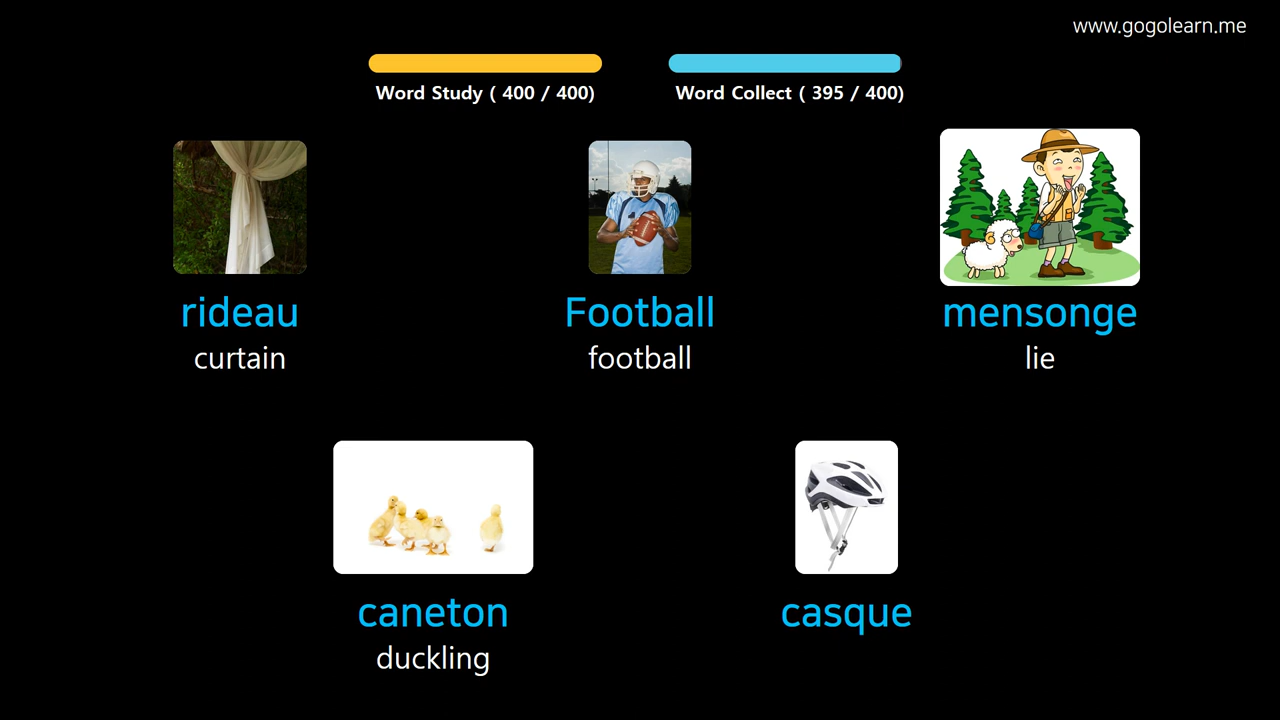 www.gogolearn.me
Word Study ( 400 / 400)
Word Collect ( 395 / 400)
rideau
curtain
Football
football
mensonge
lie
caneton
duckling
casque